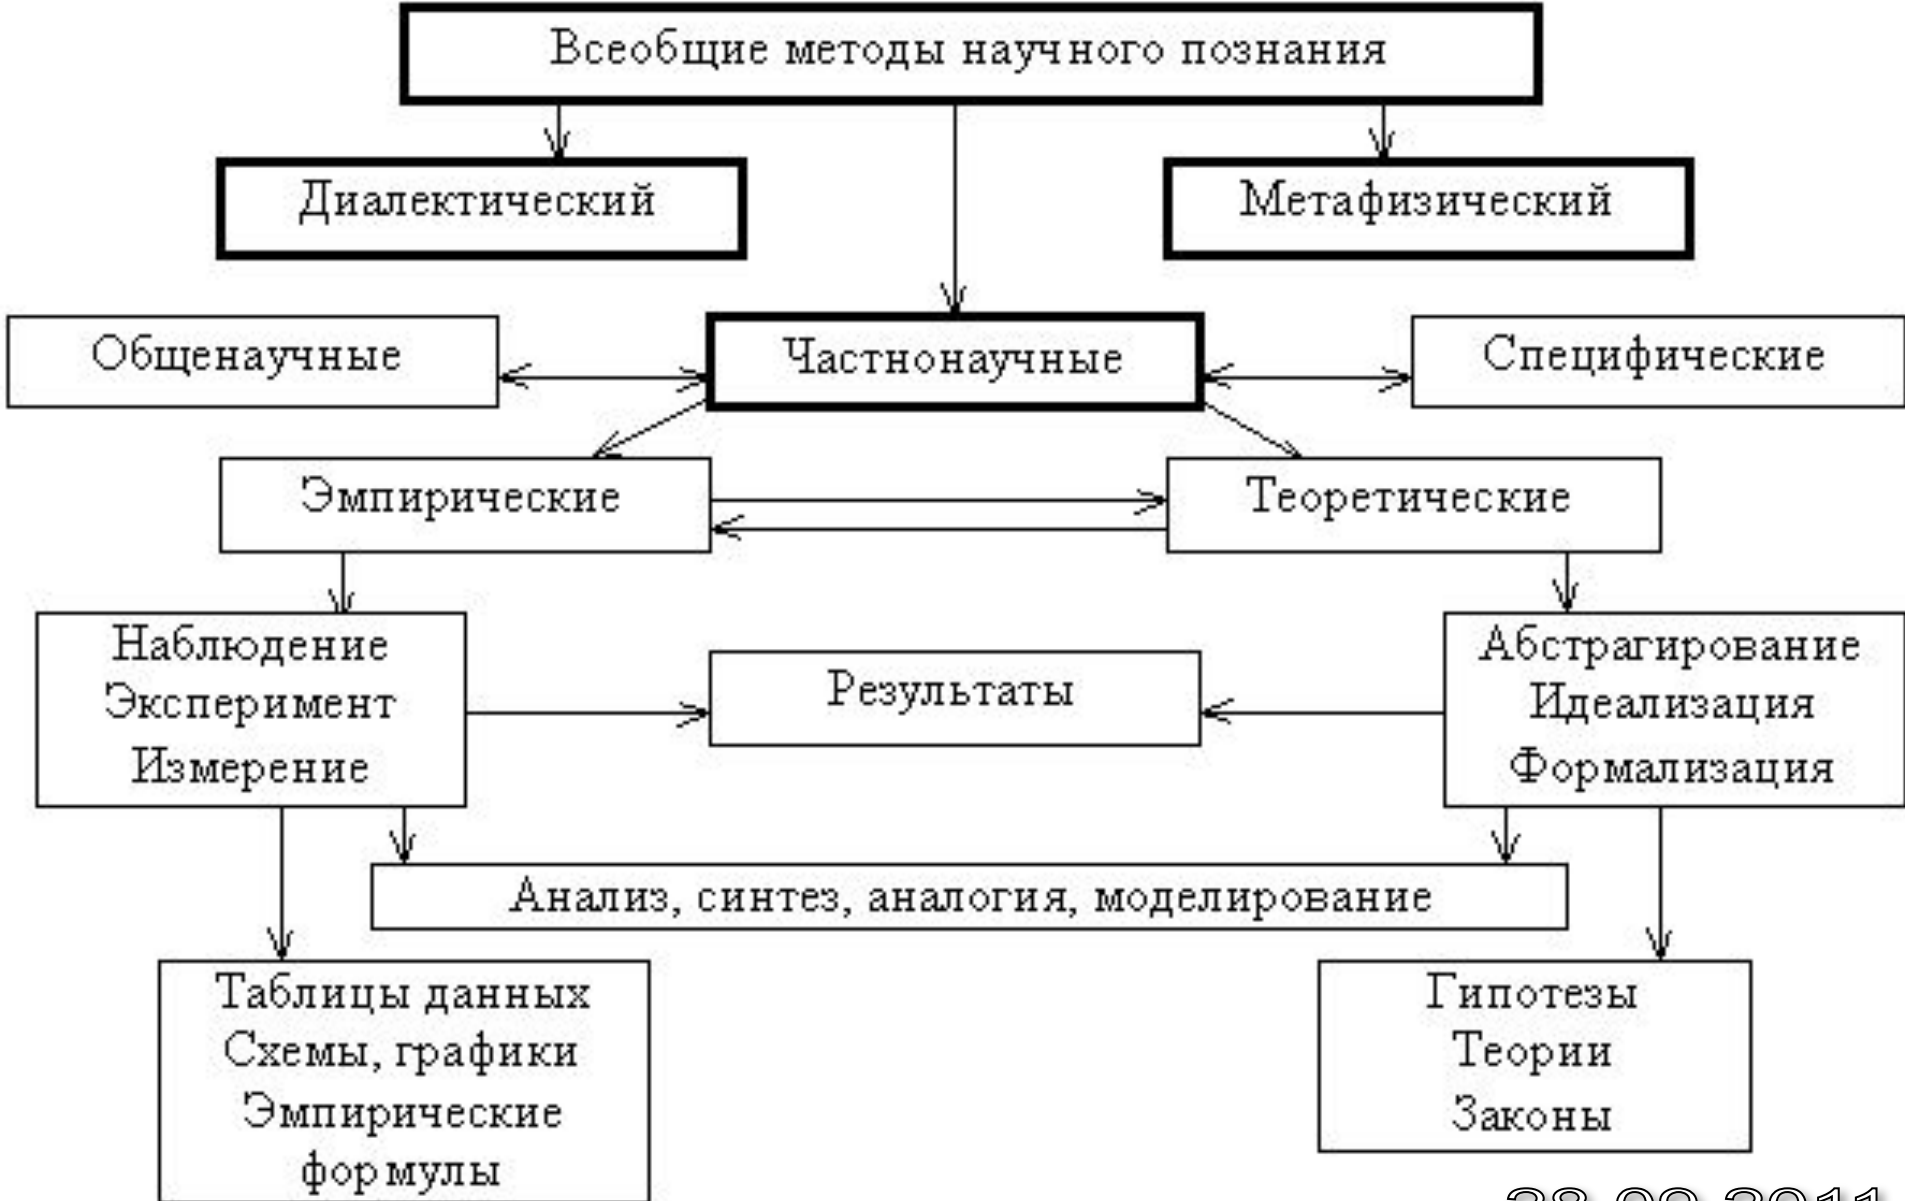 Всеобщие методы научного познания
Диалектический
Метафизический
Общенаучные
Частнонаучные
Специфические
Эмпирические
Теоретические
Наблюдение
Эксперимент
Измерение
Результаты
Абстрагирование
Идеализация
Формализация
Анализ, синтез, аналогия, моделирование
Таблицы данных
Схемы, графики
Эмпирические
формулы
Гипотезы
Теории
Законы